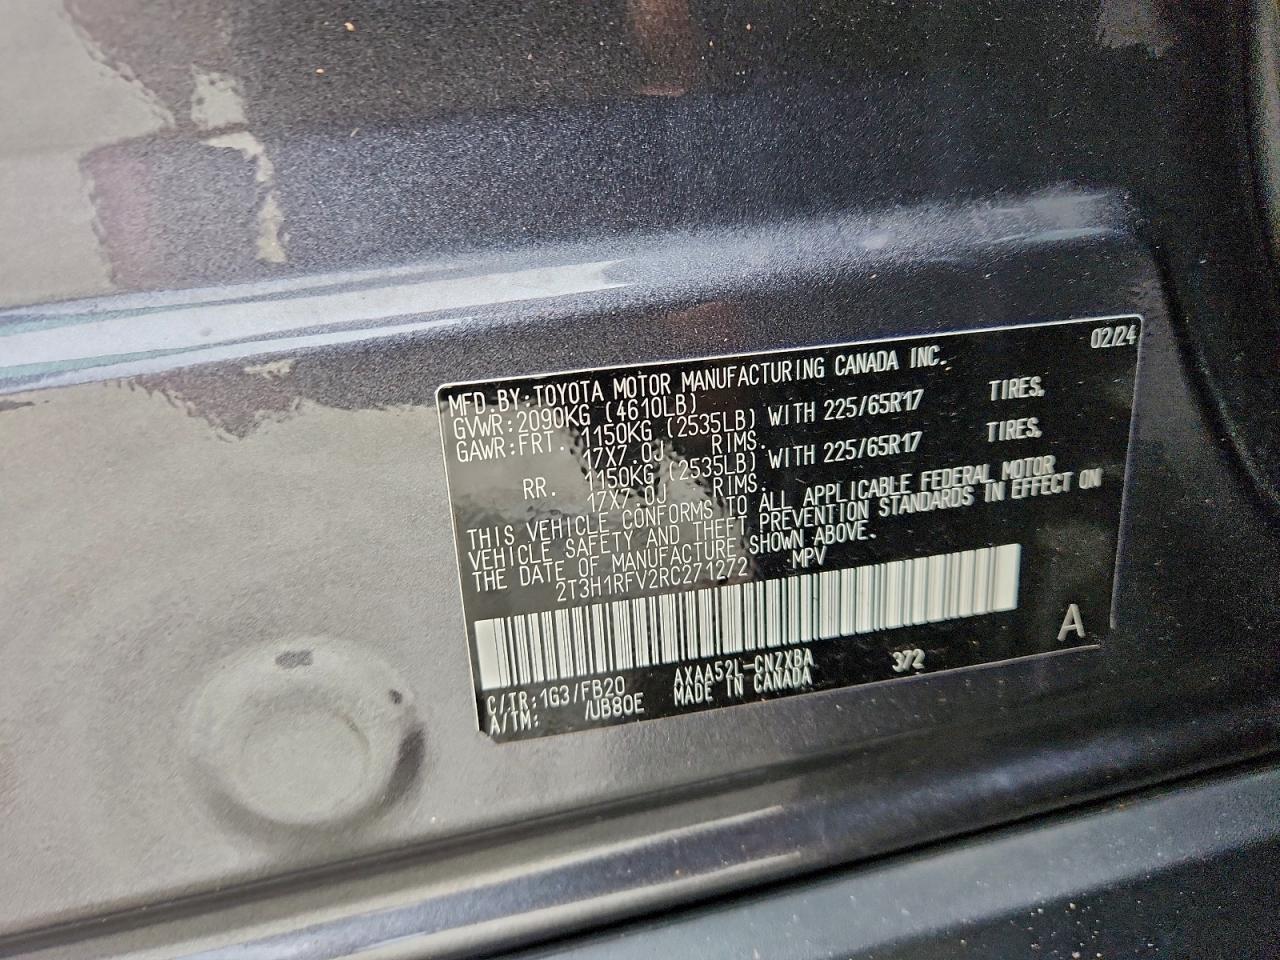 02/24
MFD.BY:TOYOTA MOTOR MANUFACTURING CANADA INC.
GVWR:2090KG (4610LB)
GAWR:FRT. 1150KG (2535LB) WITH 225/65R17 TIRES,
17X7.0J RIMS.
RR. 1150KG (2535LB) WITH 225/65R17 TIRES,
17X7.0J RIMS.
THIS VEHICLE CONFORMS TO ALL APPLICABLE FEDERAL MOTOR
VEHICLE SAFETY AND THEFT PREVENTION STANDARDS IN EFFECT ON
THE DATE OF MANUFACTURE SHOWN ABOVE.
2T3H1RFV2RC271272 MPV
A
C/TR:1G3/FB20 AXAA52L-CNZXBA 372
A/TM: /UB80E MADE IN CANADA